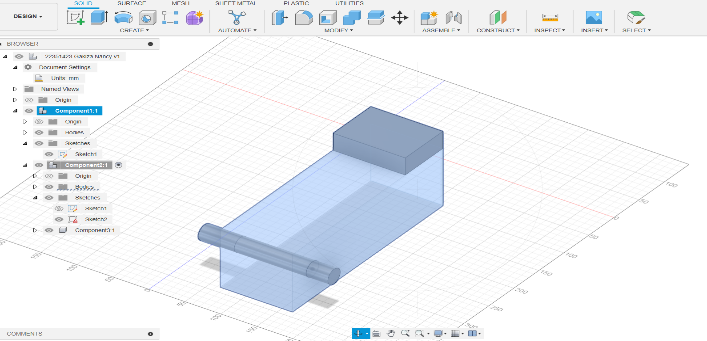 SOLID SURFACE MESH SHEET METAL PLASTIC UTILITIES
DESIGN
CREATE AUTOMATE MODIFY ASSEMBLE CONSTRUCT INSPECT INSERT SELECT
BROWSER
Nancy v1
Document Settings
Units: mm
Named Views
Origin
Component1:1
Origin
Bodies
Sketches
Sketch1
Component2:1
Origin
Bodies
Sketches
Sketch1
Sketch2
Component3:1
COMMENTS